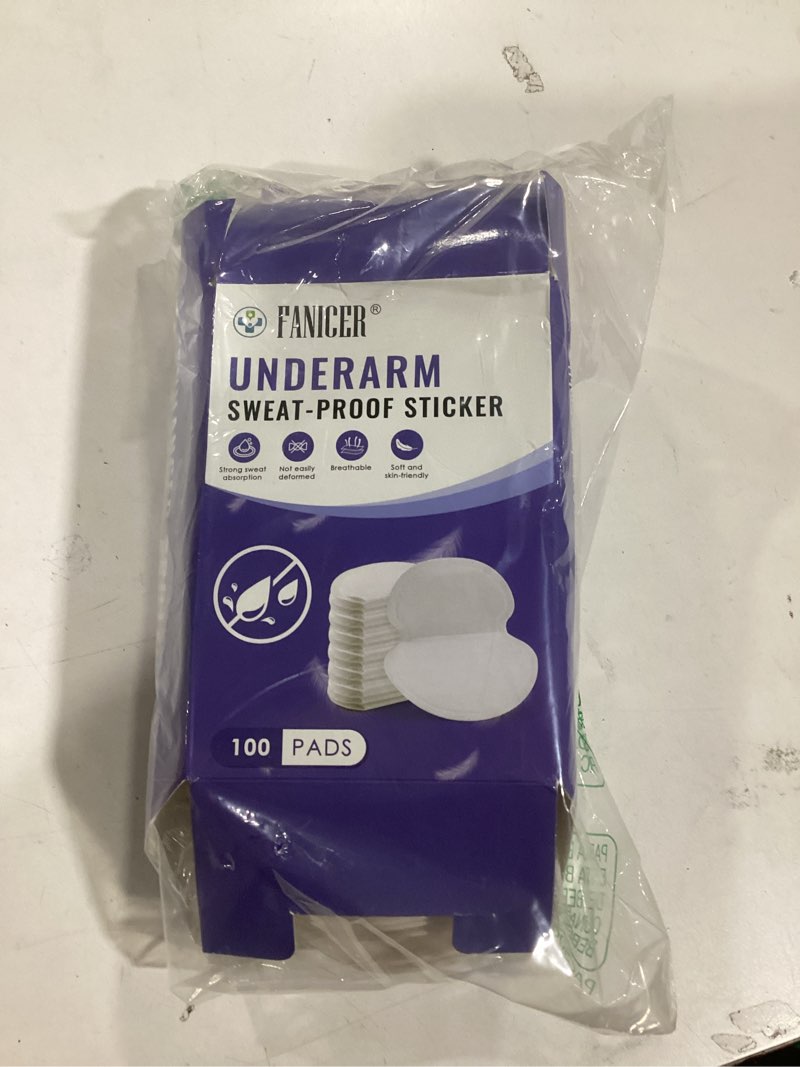 FANICER®
UNDERARM
SWEAT-PROOF STICKER
Strong sweat
absorption
Not easily
deformed
Breathable
Soft and
skin-friendly
100 PADS